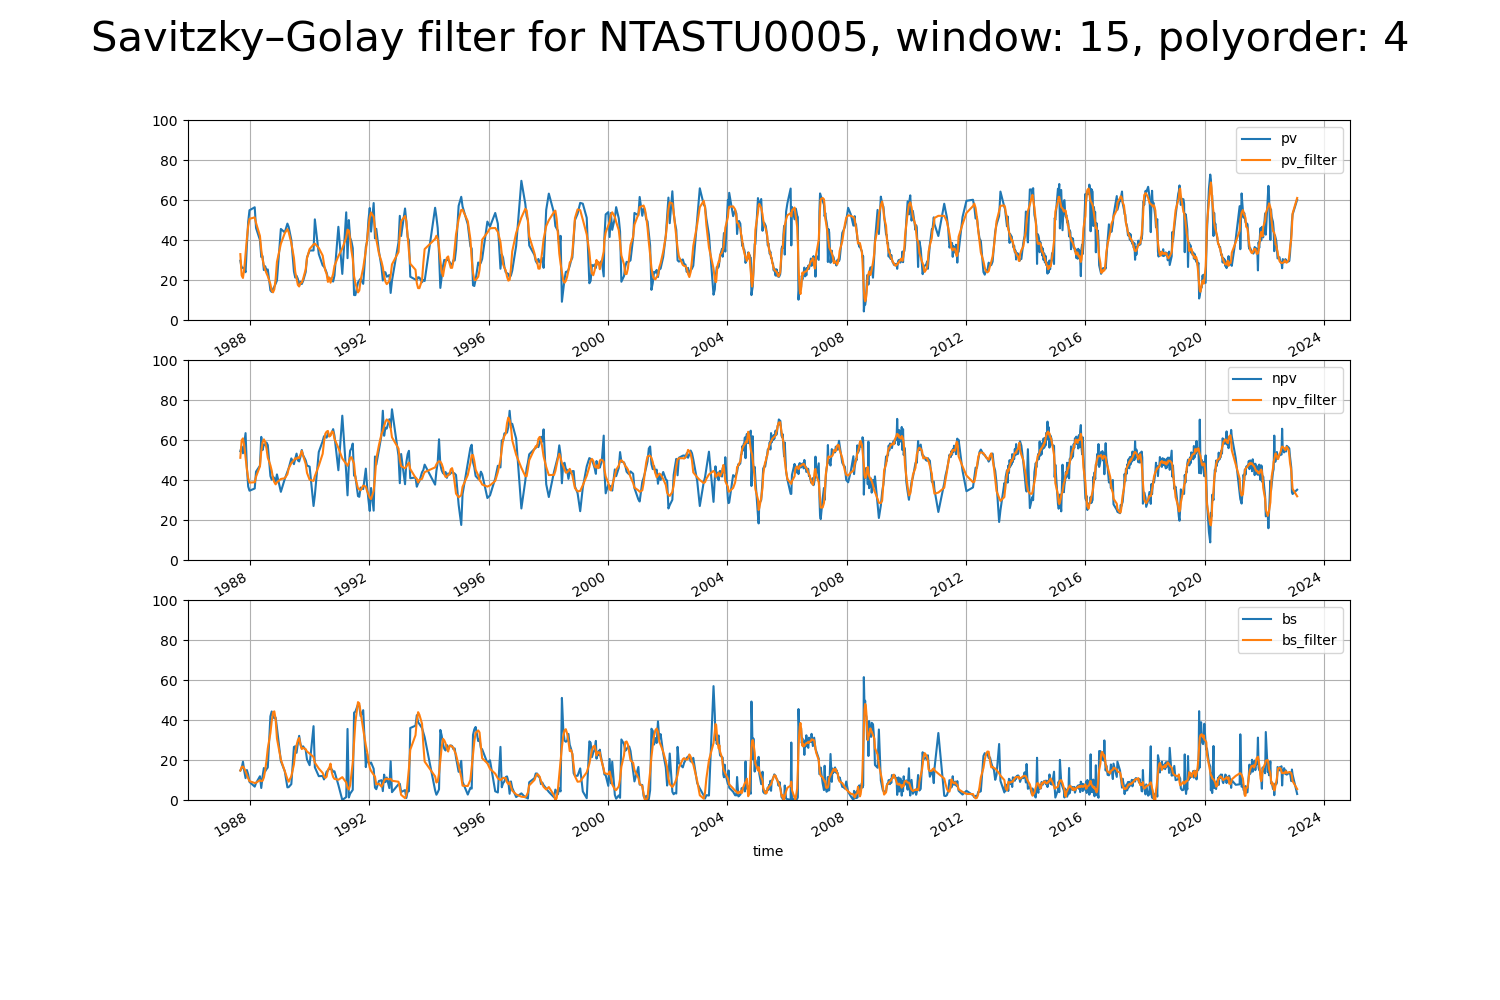 Savitzky–Golay filter for NTASTU0005, window: 15, polyorder: 4
100
80
60
40
20
0
pv
pv_filter
1988 1992 1996 2000 2004 2008 2012 2016 2020 2024
100
80
60
40
20
0
npv
npv_filter
1988 1992 1996 2000 2004 2008 2012 2016 2020 2024
100
80
60
40
20
0
bs
bs_filter
1988 1992 1996 2000 2004 2008 2012 2016 2020 2024
time